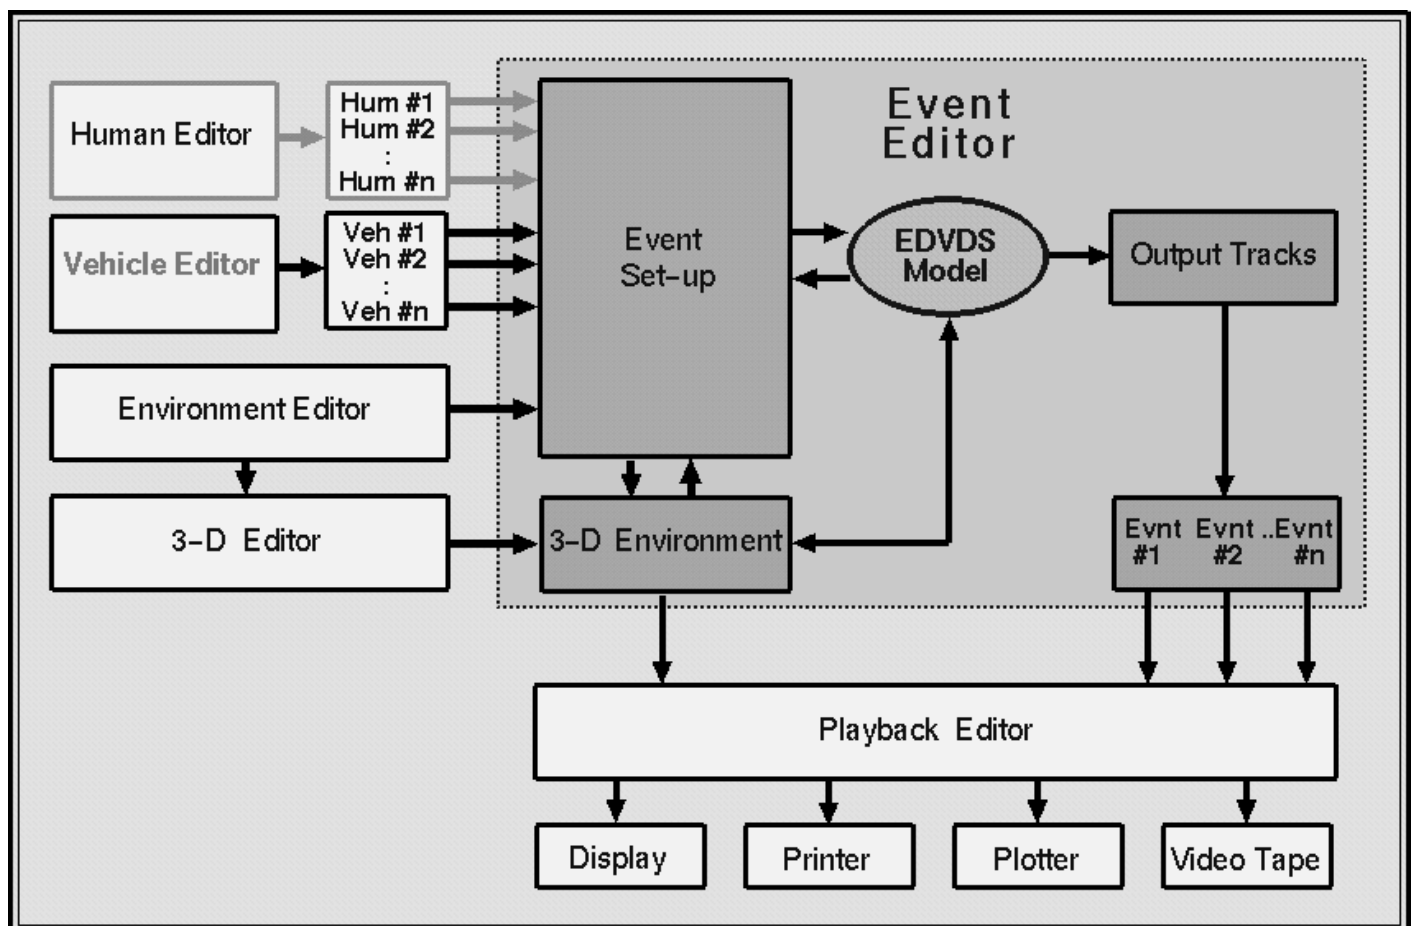 Human Editor
Hum #1
Hum #2
:
Hum #n
Vehicle Editor
Veh #1
Veh #2
:
Veh #n
Environment Editor
3-D Editor
Event
Editor
Event
Set-up
EDVDS
Model
Output Tracks
3-D Environment
Evnt Evnt ..Evnt
#1 #2 #n
Playback Editor
Display
Printer
Plotter
Video Tape